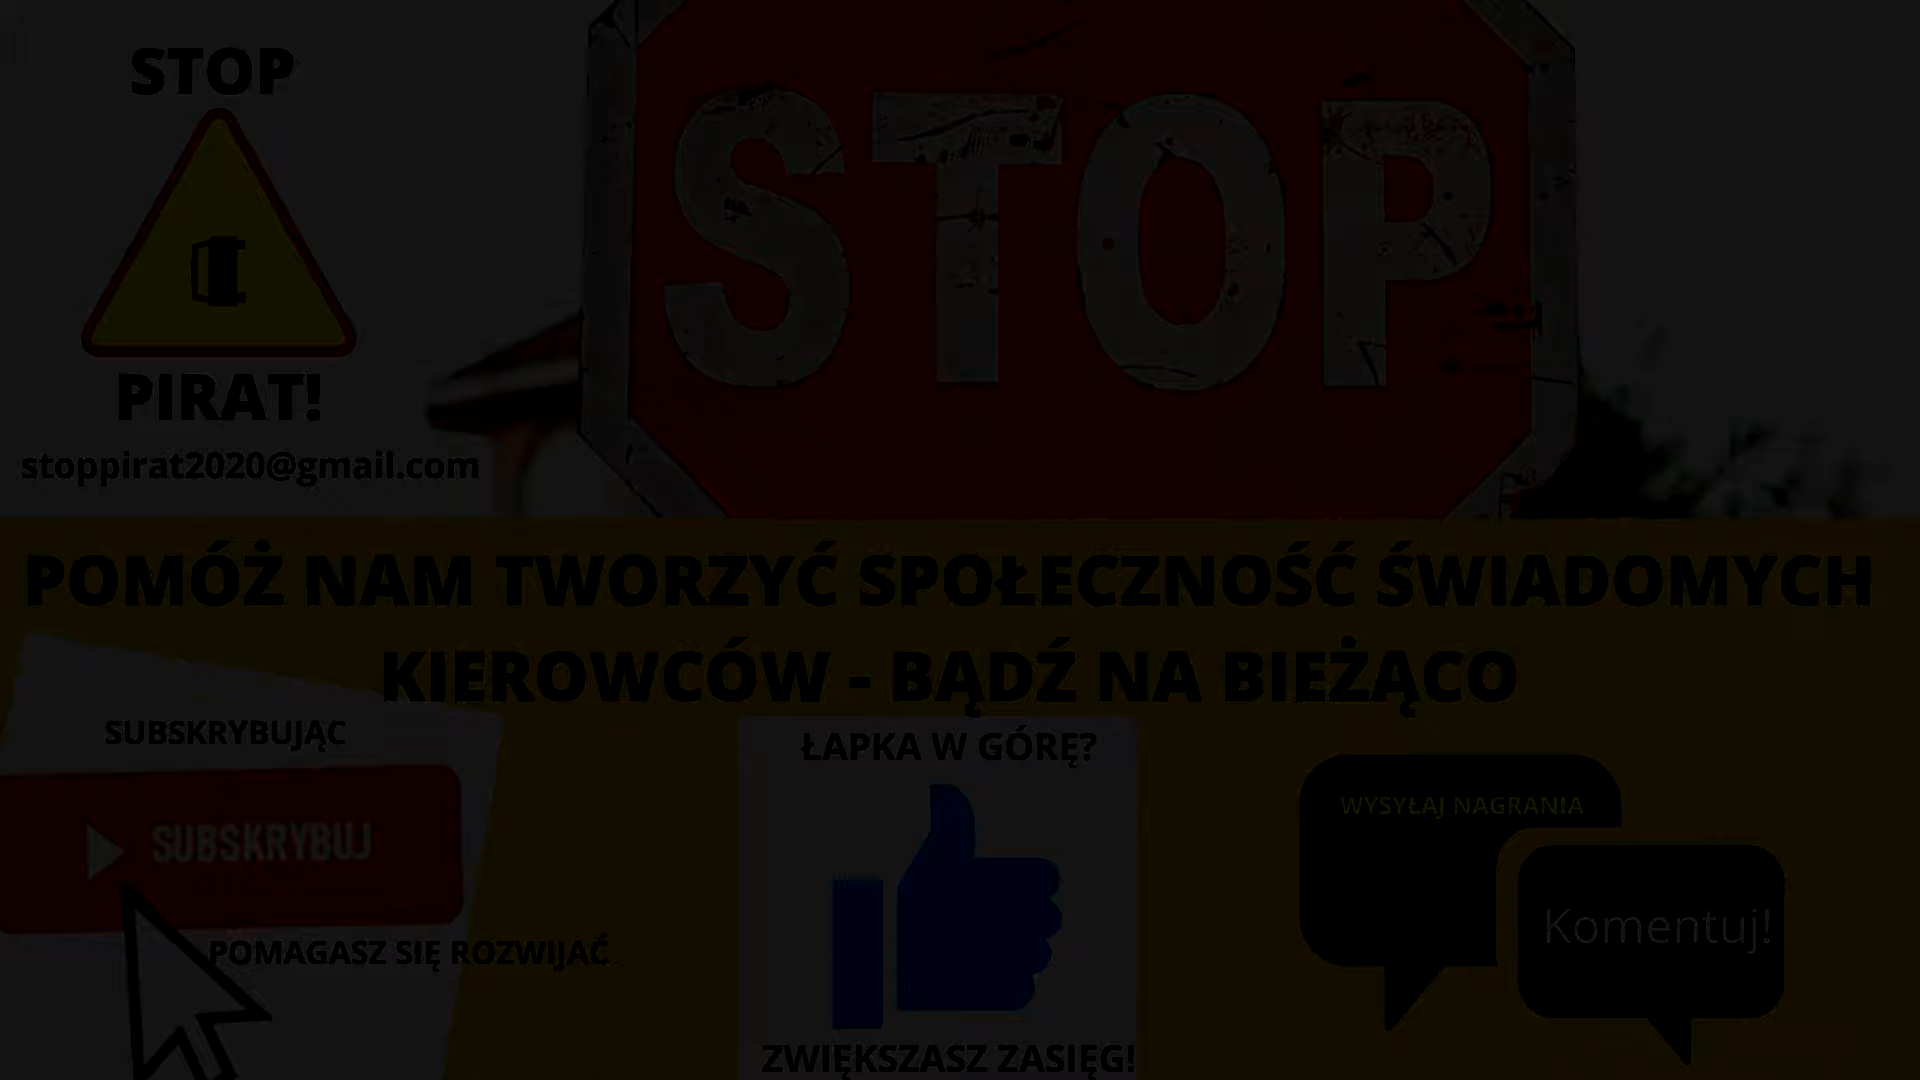 STOP
STOP
PIRAT!
stoppirat2020@gmail.com
POMÓŻ NAM TWORZYĆ SPOŁECZNOŚĆ ŚWIADOMYCH
KIEROWCÓW - BĄDŹ NA BIEŻĄCO
SUBSKRYBUJĄC
SUBSKRYBUJ
POMAGASZ SIĘ ROZWIJAĆ
ŁAPKA W GÓRĘ?
ZWIĘKSZASZ ZASIĘG!
WYSYŁAJ NAGRANIA
Komentuj!